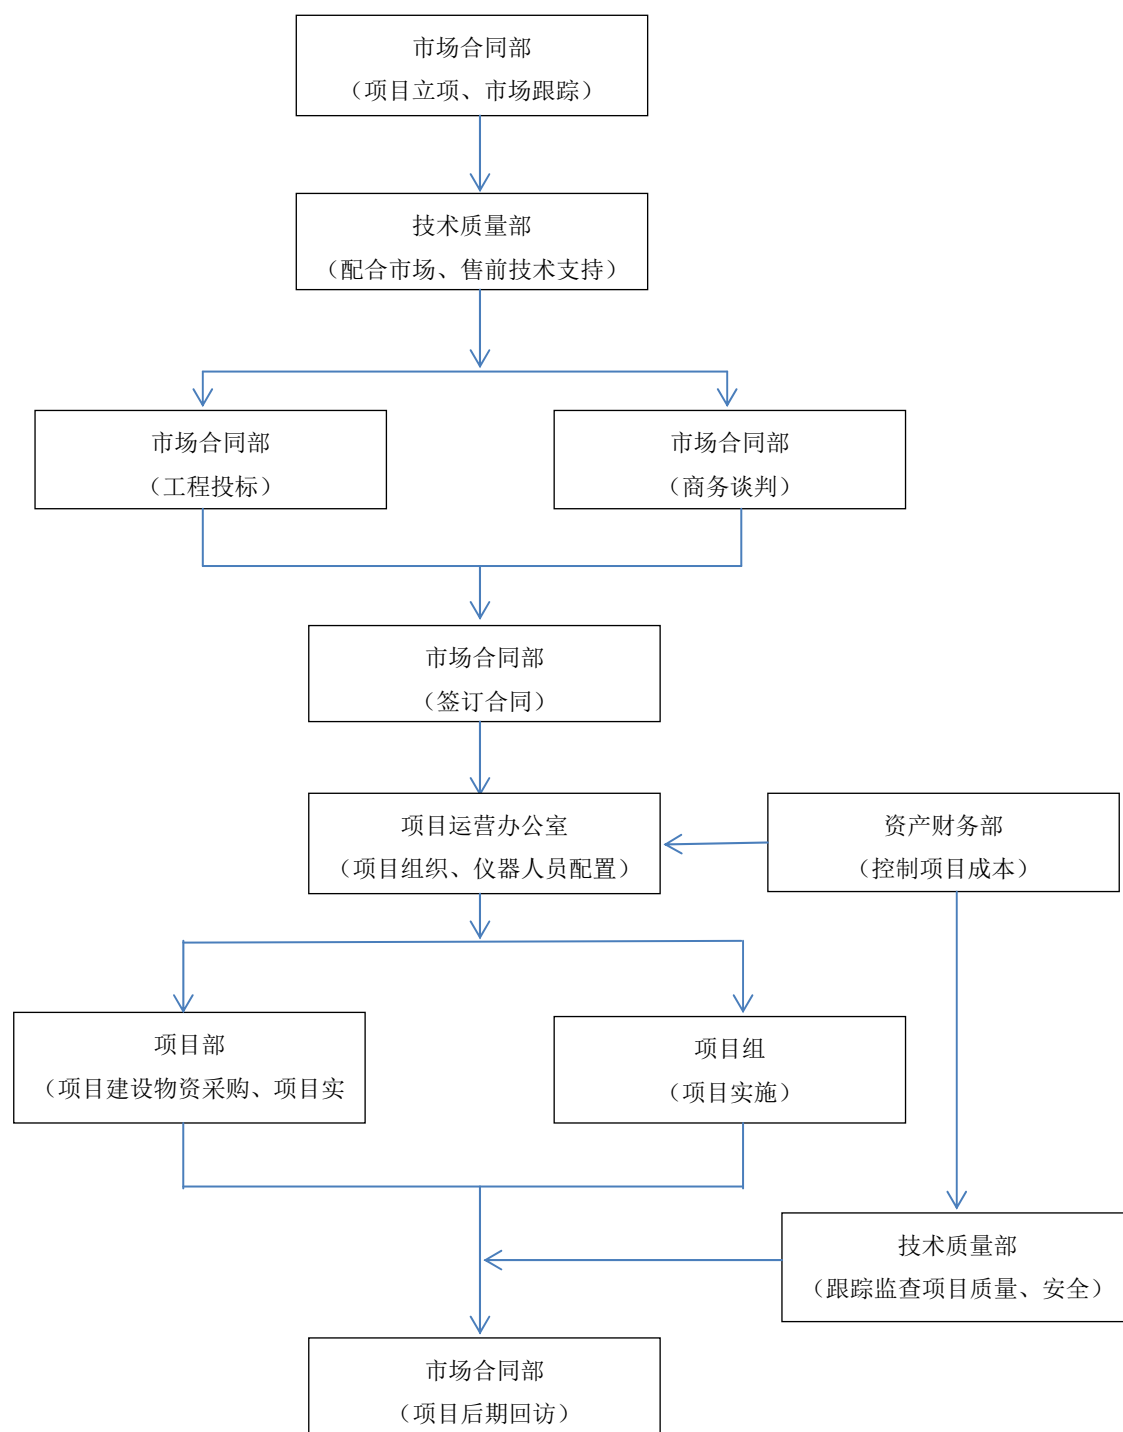 市场合同部
（项目立项、市场跟踪）
技术质量部
（配合市场、售前技术支持）
市场合同部
（工程投标）
市场合同部
（商务谈判）
市场合同部
（签订合同）
项目运营办公室
（项目组织、仪器人员配置）
资产财务部
（控制项目成本）
项目部
（项目建设物资采购、项目实
项目组
（项目实施）
技术质量部
（跟踪监查项目质量、安全）
市场合同部
（项目后期回访）